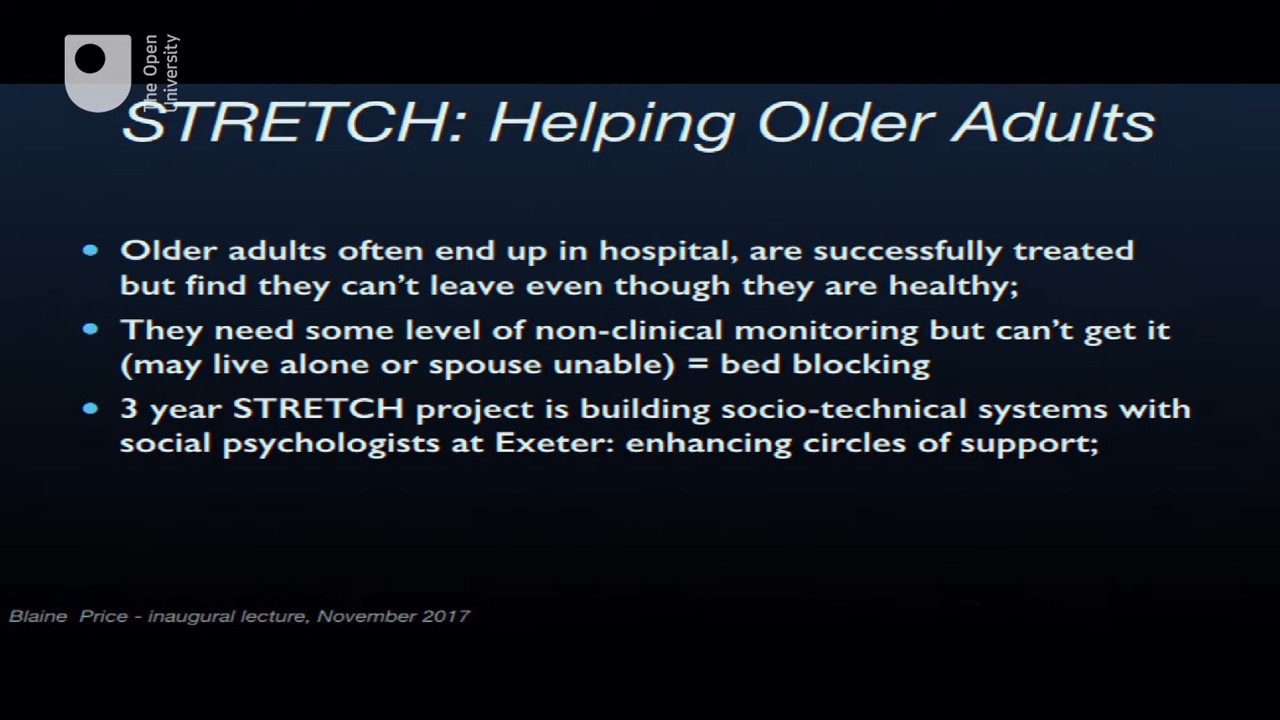 The Open
University
STRETCH: Helping Older Adults
• Older adults often end up in hospital, are successfully treated
but find they can’t leave even though they are healthy;
• They need some level of non-clinical monitoring but can’t get it
(may live alone or spouse unable) = bed blocking
• 3 year STRETCH project is building socio-technical systems with
social psychologists at Exeter: enhancing circles of support;
Blaine Price - inaugural lecture, November 2017